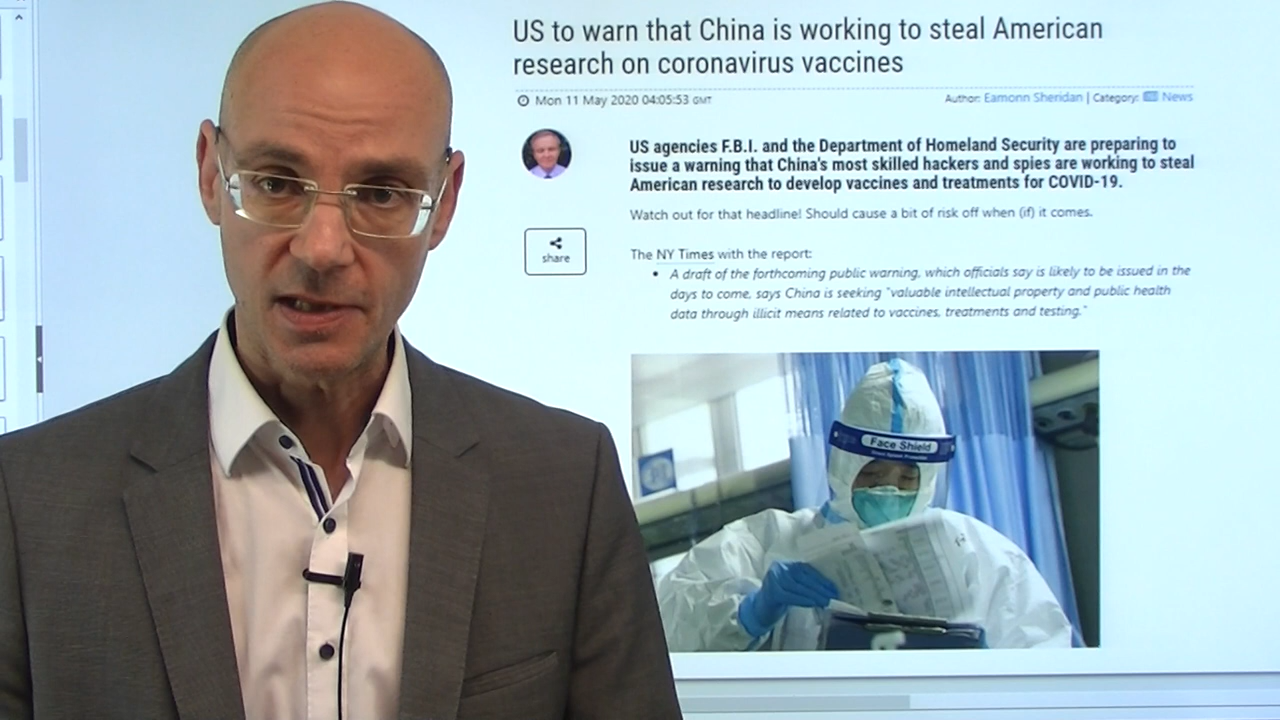 US to warn that China is working to steal American
research on coronavirus vaccines
Mon 11 May 2020 04:05:53 GMT
Author: Eamonn Sheridan | Category: News
US agencies F.B.I. and the Department of Homeland Security are preparing to
issue a warning that China's most skilled hackers and spies are working to steal
American research to develop vaccines and treatments for COVID-19.
Watch out for that headline! Should cause a bit of risk off when (if) it comes.
share
The NY Times with the report:
• A draft of the forthcoming public warning, which officials say is likely to be issued in the
days to come, says China is seeking "valuable intellectual property and public health
data through illicit means related to vaccines, treatments and testing."
Face Shield